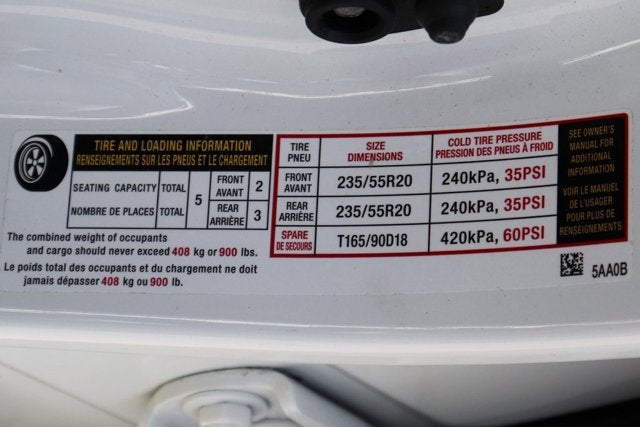 TIRE AND LOADING INFORMATION
RENSEIGNEMENTS SUR LES PNEUS ET LE CHARGEMENT
SEATING CAPACITY TOTAL 5 FRONT AVANT 2
NOMBRE DE PLACES TOTAL REAR ARRIÈRE 3
The combined weight of occupants
and cargo should never exceed 408 kg or 900 lbs.
Le poids total des occupants et du chargement ne doit
jamais dépasser 408 kg ou 900 lb.
TIRE PNEU SIZE DIMENSIONS COLD TIRE PRESSURE PRESSION DES PNEUS À FROID
FRONT AVANT 235/55R20 240kPa, 35PSI
REAR ARRIÈRE 235/55R20 240kPa, 35PSI
SPARE DE SECOURS T165/90D18 420kPa, 60PSI
SEE OWNER'S
MANUAL FOR
ADDITIONAL
INFORMATION
VOIR LE MANUEL
DE L'USAGER
POUR PLUS DE
RENSEIGNEMENTS
5AA0B